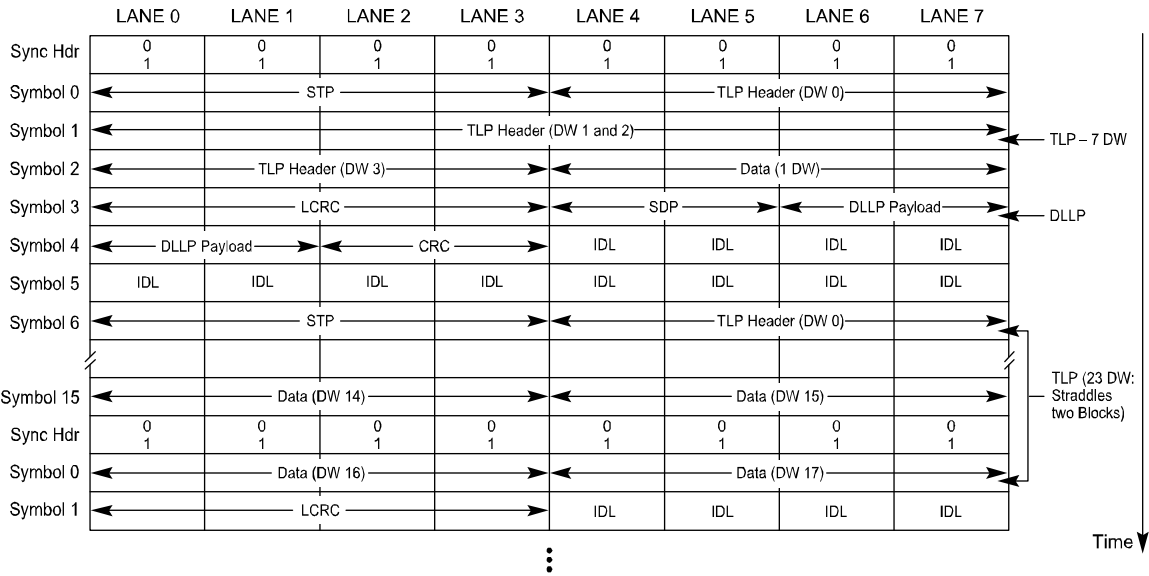 LANE 0 LANE 1 LANE 2 LANE 3 LANE 4 LANE 5 LANE 6 LANE 7
Sync Hdr 0 0 0 0 0 0 0 0
1 1 1 1 1 1 1 1
Symbol 0 STP TLP Header (DW 0)
Symbol 1 TLP Header (DW 1 and 2)
TLP – 7 DW
Symbol 2 TLP Header (DW 3) Data (1 DW)
Symbol 3 LCRC SDP DLLP Payload
DLLP
Symbol 4 DLLP Payload CRC IDL IDL IDL IDL
Symbol 5 IDL IDL IDL IDL IDL IDL IDL IDL
Symbol 6 STP TLP Header (DW 0)
TLP (23 DW:
Straddles
two Blocks)
Symbol 15 Data (DW 14) Data (DW 15)
Sync Hdr 0 0 0 0 0 0 0 0
1 1 1 1 1 1 1 1
Symbol 0 Data (DW 16) Data (DW 17)
Symbol 1 LCRC IDL IDL IDL IDL
Time